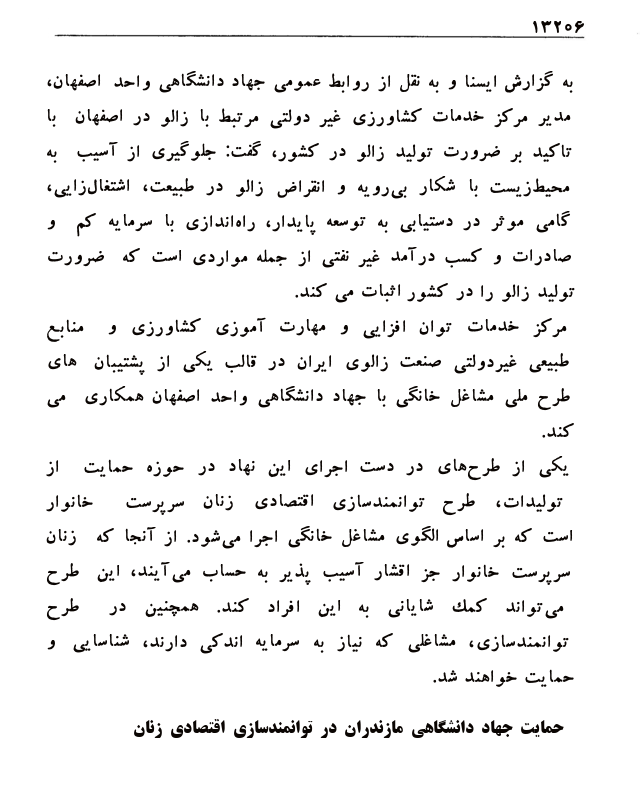 ۱۳۲۰۶
به گزارش ایسنا و به نقل از روابط عمومی جهاد دانشگاهی واحد اصفهان،
مدیر مرکز خدمات کشاورزی غیر دولتی مرتبط با زالو در اصفهان با
تاکید بر ضرورت تولید زالو در کشور، گفت: جلوگیری از آسیب به
محیط‌زیست با شکار بی‌رویه و انقراض زالو در طبیعت، اشتغال‌زایی،
گامی موثر در دستیابی به توسعه پایدار، راه‌اندازی با سرمایه کم و
صادرات و کسب درآمد غیر نفتی از جمله مواردی است که ضرورت
تولید زالو را در کشور اثبات می کند.
مرکز خدمات توان افزایی و مهارت آموزی کشاورزی و منابع
طبیعی غیردولتی صنعت زالوی ایران در قالب یکی از پشتیبان های
طرح ملی مشاغل خانگی با جهاد دانشگاهی واحد اصفهان همکاری می
کند.
یکی از طرح‌های در دست اجرای این نهاد در حوزه حمایت از
تولیدات، طرح توانمندسازی اقتصادی زنان سرپرست خانوار
است که بر اساس الگوی مشاغل خانگی اجرا می‌شود. از آنجا که زنان
سرپرست خانوار جز اقشار آسیب پذیر به حساب می‌آیند، این طرح
می‌تواند کمك شایانی به این افراد کند. همچنین در طرح
توانمندسازی، مشاغلی که نیاز به سرمایه اندکی دارند، شناسایی و
حمایت خواهند شد.
حمایت جهاد دانشگاهی مازندران در توانمندسازی اقتصادی زنان